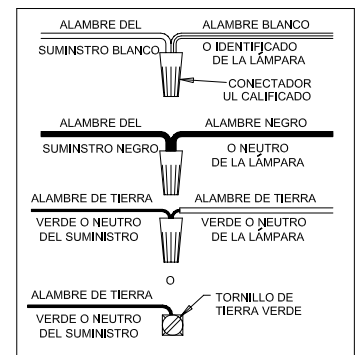 ALAMBRE DEL ALAMBRE BLANCO
SUMINSTRO BLANCO O IDENTIFICADO
DE LA LÁMPARA
CONECTADOR
UL CALIFICADO
ALAMBRE DEL ALAMBRE NEGRO
SUMINSTRO NEGRO O NEUTRO
DE LA LÁMPARA
ALAMBRE DE TIERRA ALAMBRE DE TIERRA
VERDE O NEUTRO VERDE O NEUTRO
DEL SUMINISTRO DE LA LÁMPARA
O
ALAMBRE DE TIERRA TORNILLO DE
TIERRA VERDE
VERDE O NEUTRO
DEL SUMINISTRO